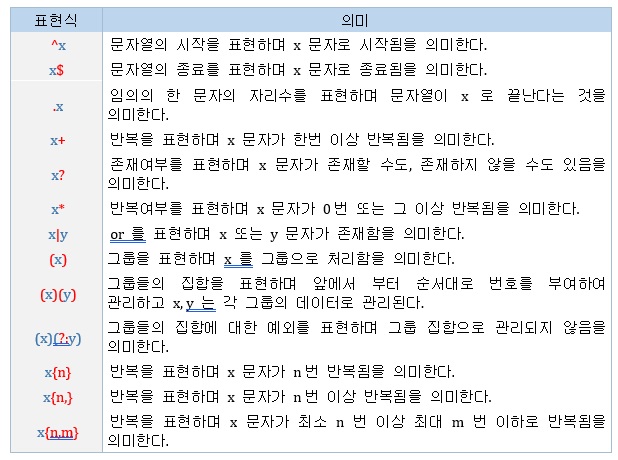 표현식 의미
^x 문자열의 시작을 표현하며 x 문자로 시작됨을 의미한다.
x$ 문자열의 종료를 표현하며 x 문자로 종료됨을 의미한다.
.x 임의의 한 문자의 자리수를 표현하며 문자열이 x 로 끝난다는 것을
의미한다.
x+ 반복을 표현하며 x 문자가 한번 이상 반복됨을 의미한다.
x? 존재여부를 표현하며 x 문자가 존재할 수도, 존재하지 않을 수도 있음을
의미한다.
x* 반복여부를 표현하며 x 문자가 0번 또는 그 이상 반복됨을 의미한다.
x|y or 를 표현하며 x 또는 y 문자가 존재함을 의미한다.
(x) 그룹을 표현하며 x 를 그룹으로 처리함을 의미한다.
(x)(y) 그룹들의 집합을 표현하며 앞에서 부터 순서대로 번호를 부여하여
관리하고 x,y 는 각 그룹의 데이터로 관리된다.
(x)(?:y) 그룹들의 집합에 대한 예외를 표현하며 그룹 집합으로 관리되지 않음을
의미한다.
x{n} 반복을 표현하며 x 문자가 n번 반복됨을 의미한다.
x{n,} 반복을 표현하며 x 문자가 n번 이상 반복됨을 의미한다.
x{n,m} 반복을 표현하며 x 문자가 최소 n 번 이상 최대 m 번 이하로 반복됨을
의미한다.